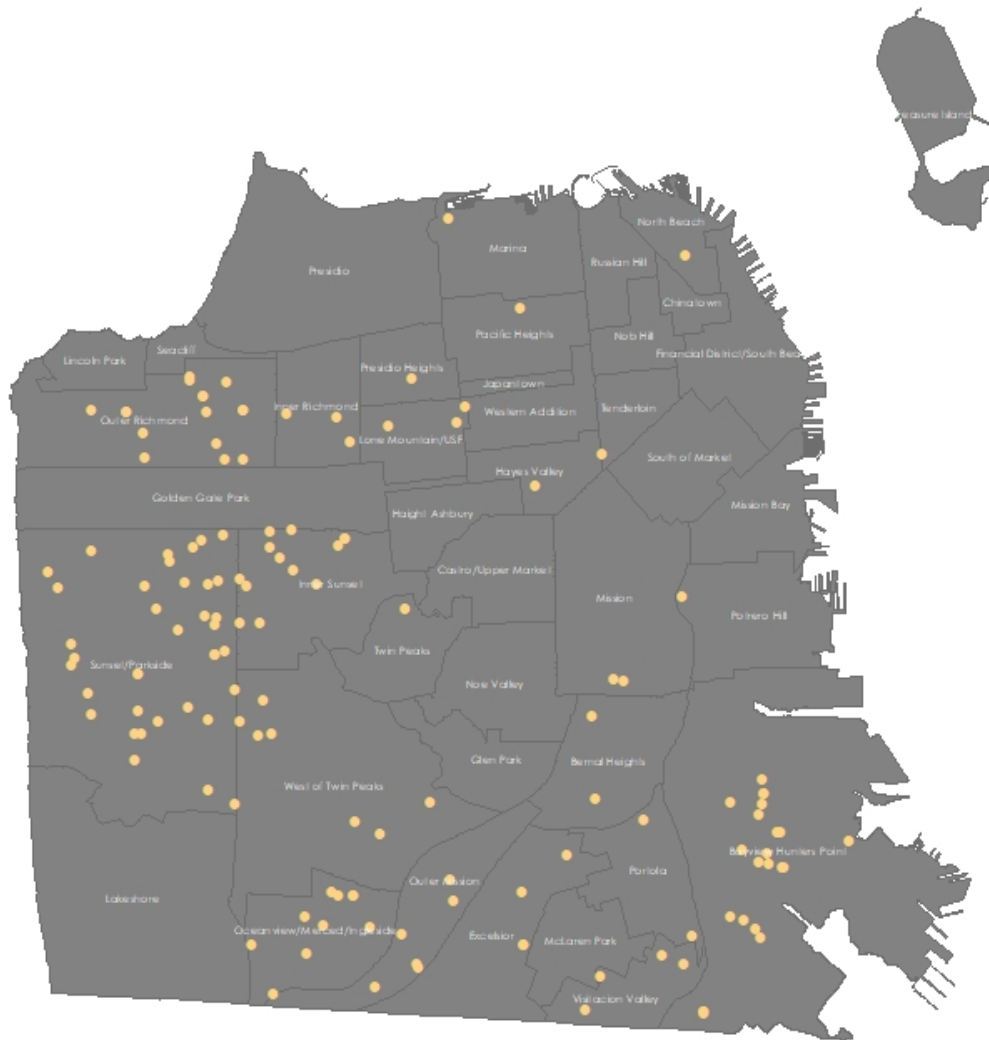 easure Island
North Beach
Marina
Russian Hill
Presidio
Chinatown
Pacific Heights
Nob Hill
Seacliff
Financial District/South Bea
Lincoln Park
Presidio Heights
Japantown
Inner Richmond
Western Addition
Tenderloin
Outer Richmond
Lone Mountain/USF
South of Market
Hayes Valley
Golden Gate Park
Mission Bay
Haight Ashbury
Castro/Upper Market
Inner Sunset
Mission
Potrero Hill
Twin Peaks
Sunset/Parkside
Noe Valley
Glen Park
Bernal Heights
West of Twin Peaks
Bayview Hunters Point
Portola
Outer Mission
Lakeshore
Oceanview/Merced/Ingleside
Excelsior
McLaren Park
Visitacion Valley